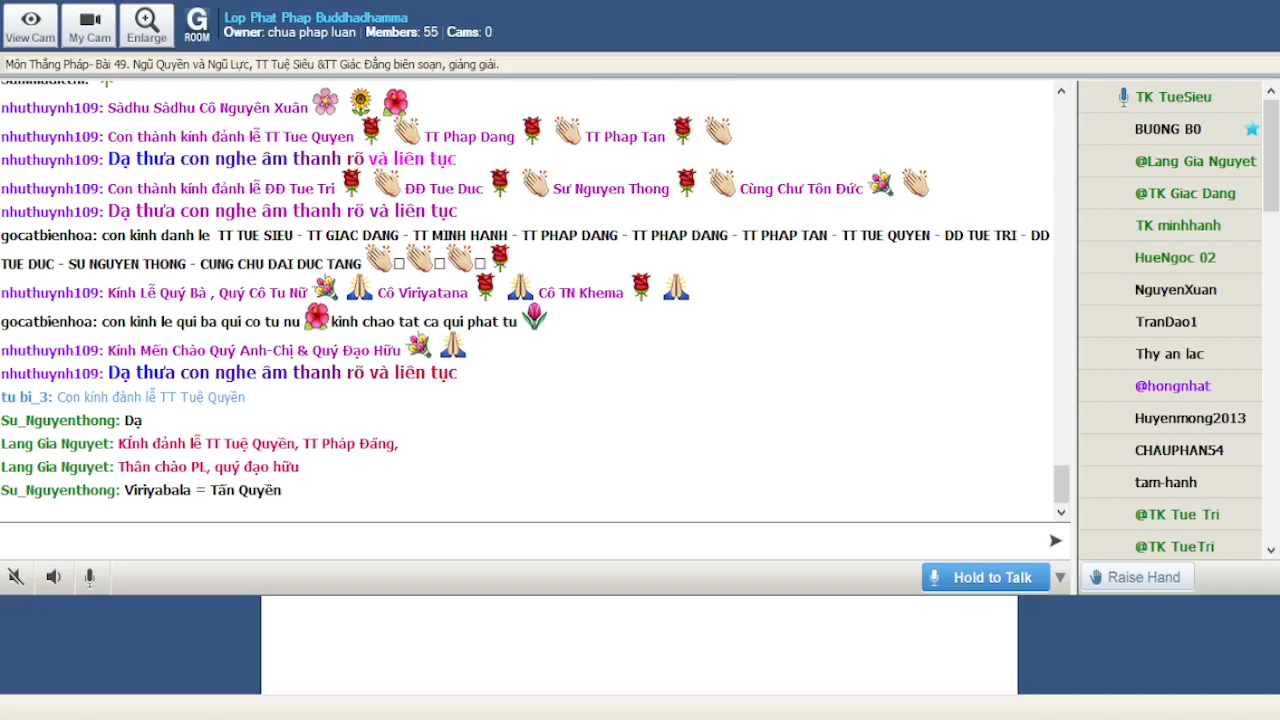 View Cam
My Cam
Enlarge
G
ROOM
Lop Phat Phap Buddhadhamma
Owner: chua phap luan | Members: 55 | Cams: 0
Môn Thắng Pháp- Bài 49. Ngũ Quyền và Ngũ Lực, TT Tuệ Siêu &TT Giác Đẳng biên soạn, giảng giải.
nhuthuynh109: Sàdhu Sàdhu Cô Nguyên Xuân
nhuthuynh109: Con thành kính đảnh lễ TT Tue Quyen TT Phap Dang TT Phap Tan
nhuthuynh109: Dạ thưa con nghe âm thanh rõ và liên tục
nhuthuynh109: Con thành kính đảnh lễ ĐĐ Tue Tri ĐĐ Tue Duc Sư Nguyen Thong Cùng Chư Tôn Đức
nhuthuynh109: Dạ thưa con nghe âm thanh rõ và liên tục
gocatbienhoa: con kinh danh le TT TUE SIEU - TT GIAC DANG - TT MINH HANH - TT PHAP DANG - TT PHAP DANG - TT PHAP TAN - TT TUE QUYEN - DD TUE TRI - DD
TUE DUC - SU NGUYEN THONG - CUNG CHU DAI DUC TANG
nhuthuynh109: Kính Lễ Quý Bà , Quý Cô Tu Nữ Cô Viriyatana Cô TN Khema
gocatbienhoa: con kinh le qui ba qui co tu nu kinh chao tat ca qui phat tu
nhuthuynh109: Kính Mến Chào Quý Anh-Chị & Quý Đạo Hữu
nhuthuynh109: Dạ thưa con nghe âm thanh rõ và liên tục
tu bi_3: Con kính đảnh lễ TT Tuệ Quyền
Su_Nguyenthong: Dạ
Lang Gia Nguyet: KÍnh đảnh lễ TT Tuệ Quyền, TT Pháp Đăng,
Lang Gia Nguyet: Thân chào PL, quý đạo hữu
Su_Nguyenthong: Viriyabala = Tấn Quyền
TK TueSieu
BU0NG B0
@Lang Gia Nguyet
@TK Giac Dang
TK minhhanh
HueNgoc 02
NguyenXuan
TranDao1
Thy an lac
@hongnhat
Huyenmong2013
CHAUPHAN54
tam-hanh
@TK Tue Tri
@TK TueTri
Hold to Talk
Raise Hand